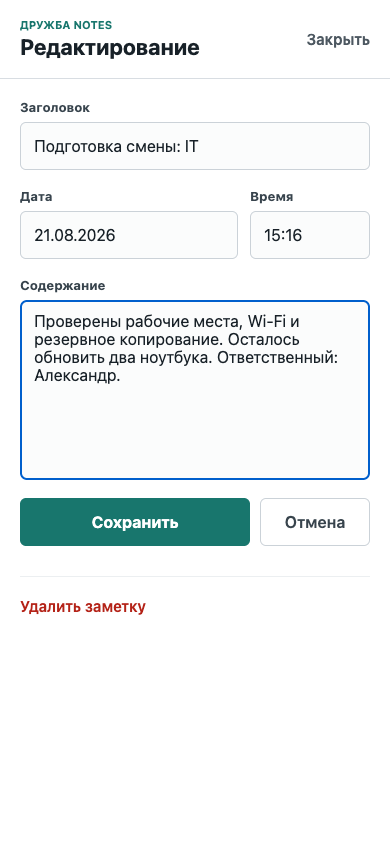 ДРУЖБА NOTES
Редактирование
Закрыть
Заголовок
Подготовка смены: IT
Дата
Время
21.08.2026
15:16
Содержание
Проверены рабочие места, Wi-Fi и
резервное копирование. Осталось
обновить два ноутбука. Ответственный:
Александр.
Сохранить
Отмена
Удалить заметку